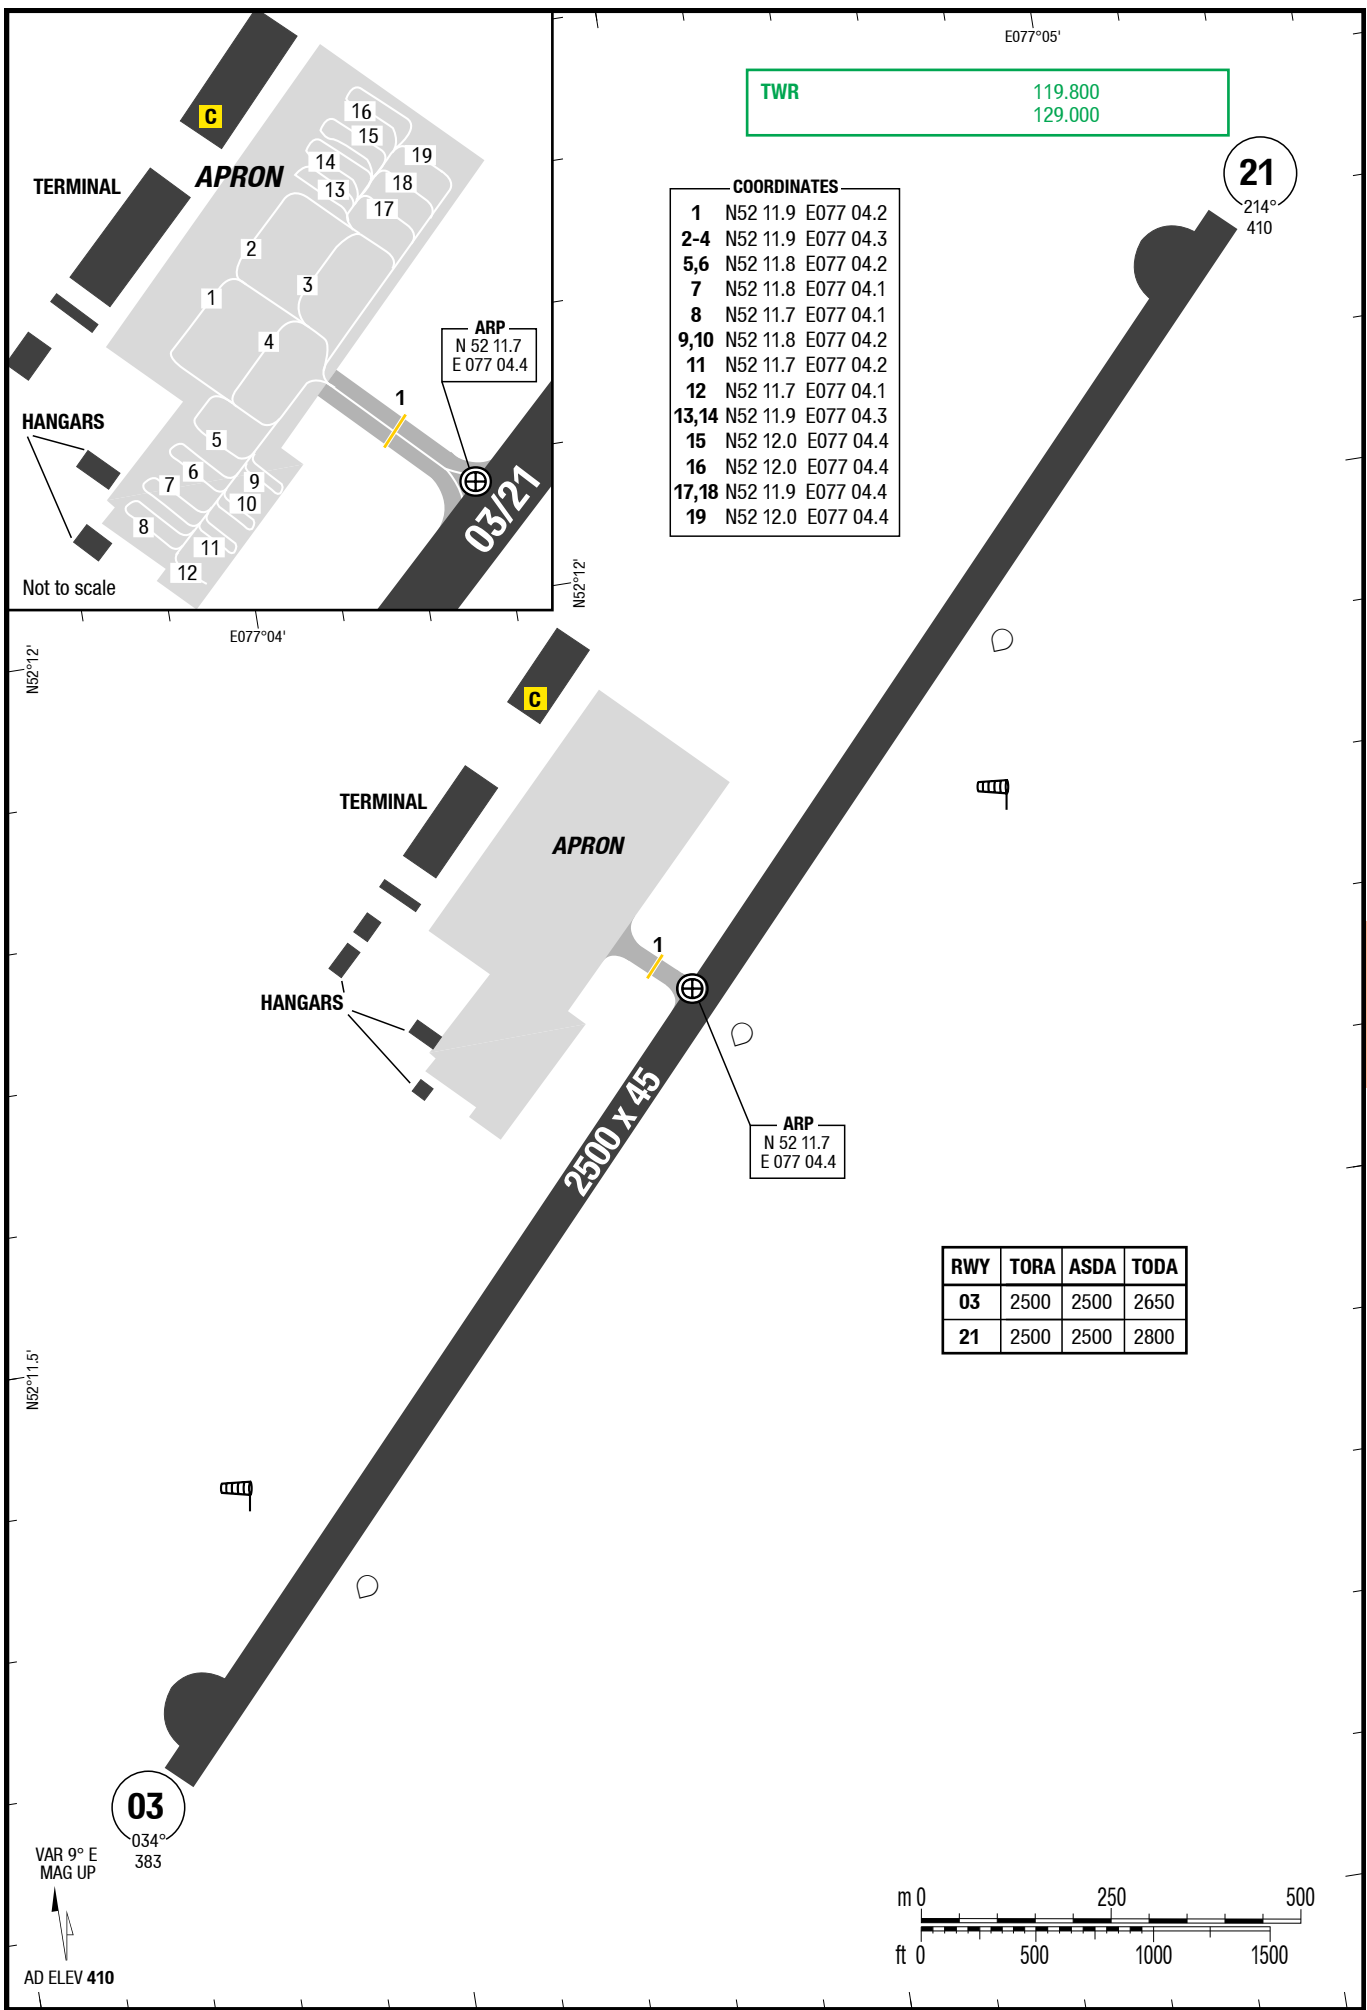 E077°05'
TWR 119.800
129.000
21
214°
410
COORDINATES
1 N52 11.9 E077 04.2
2-4 N52 11.9 E077 04.3
5,6 N52 11.8 E077 04.2
7 N52 11.8 E077 04.1
8 N52 11.7 E077 04.1
9,10 N52 11.8 E077 04.2
11 N52 11.7 E077 04.2
12 N52 11.7 E077 04.1
13,14 N52 11.9 E077 04.3
15 N52 12.0 E077 04.4
16 N52 12.0 E077 04.4
17,18 N52 11.9 E077 04.4
19 N52 12.0 E077 04.4
C
TERMINAL
APRON
16
15
14
13
19
18
17
2
1
3
4
ARP
N 52 11.7
E 077 04.4
1
HANGARS
5
6
7
8
9
10
11
12
03/21
Not to scale
N52°12'
E077°04'
N52°12'
C
TERMINAL
APRON
1
HANGARS
2500 x 45
ARP
N 52 11.7
E 077 04.4
RWY TORA ASDA TODA
03 2500 2500 2650
21 2500 2500 2800
N52°11.5'
03
034°
383
VAR 9° E
MAG UP
AD ELEV 410
m 0 250 500
ft 0 500 1000 1500